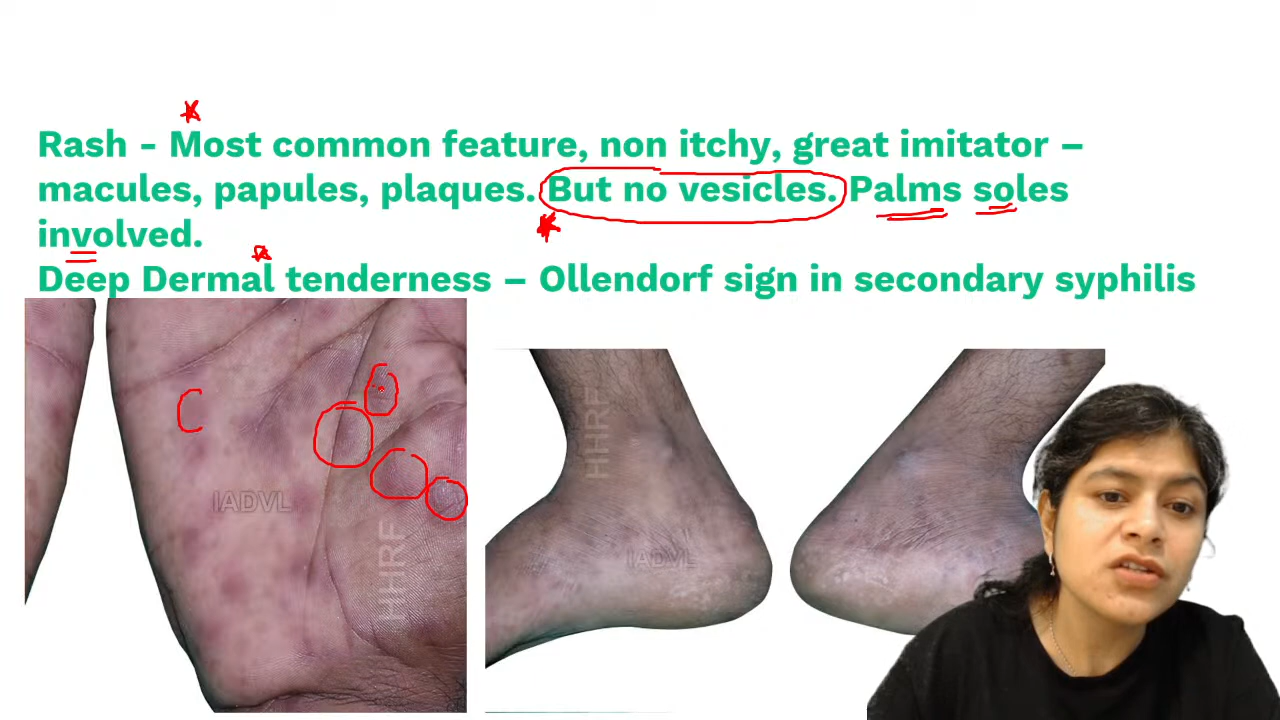 Rash - Most common feature, non itchy, great imitator –
macules, papules, plaques. But no vesicles. Palms soles
involved.
Deep Dermal tenderness – Ollendorf sign in secondary syphilis
IADVL
HHRF
HHRF
IADVL